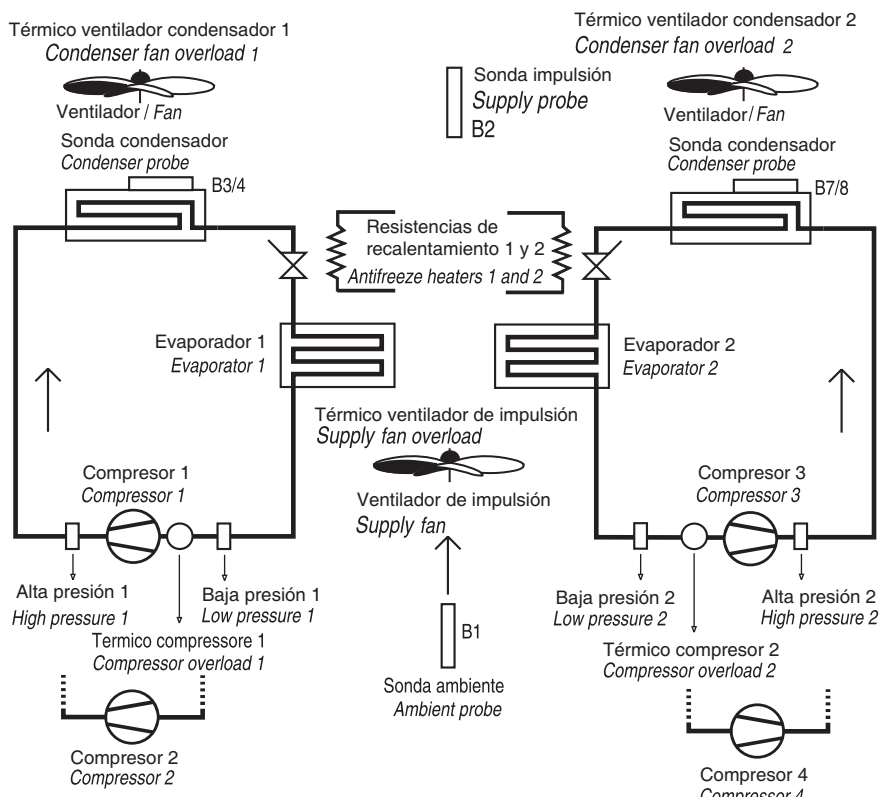 Térmico ventilador condensador 1
Condenser fan overload 1
Ventilador / Fan
Sonda condensador
Condenser probe
B3/4
Sonda impulsión
Supply probe
B2
Térmico ventilador condensador 2
Condenser fan overload 2
Ventilador/ Fan
Sonda condensador
Condenser probe
B7/8
Resistencias de
recalentamiento 1 y 2
Antifreeze heaters 1 and 2
Evaporador 1
Evaporator 1
Evaporador 2
Evaporator 2
Térmico ventilador de impulsión
Supply fan overload
Ventilador de impulsión
Supply fan
Compresor 1
Compressor 1
Compresor 3
Compressor 3
Alta presión 1
High pressure 1
Baja presión 1
Low pressure 1
Termico compressore 1
Compressor overload 1
B1
Sonda ambiente
Ambient probe
Baja presión 2
Low pressure 2
Alta presión 2
High pressure 2
Térmico compresor 2
Compressor overload 2
Compresor 2
Compressor 2
Compresor 4
Compressor 4